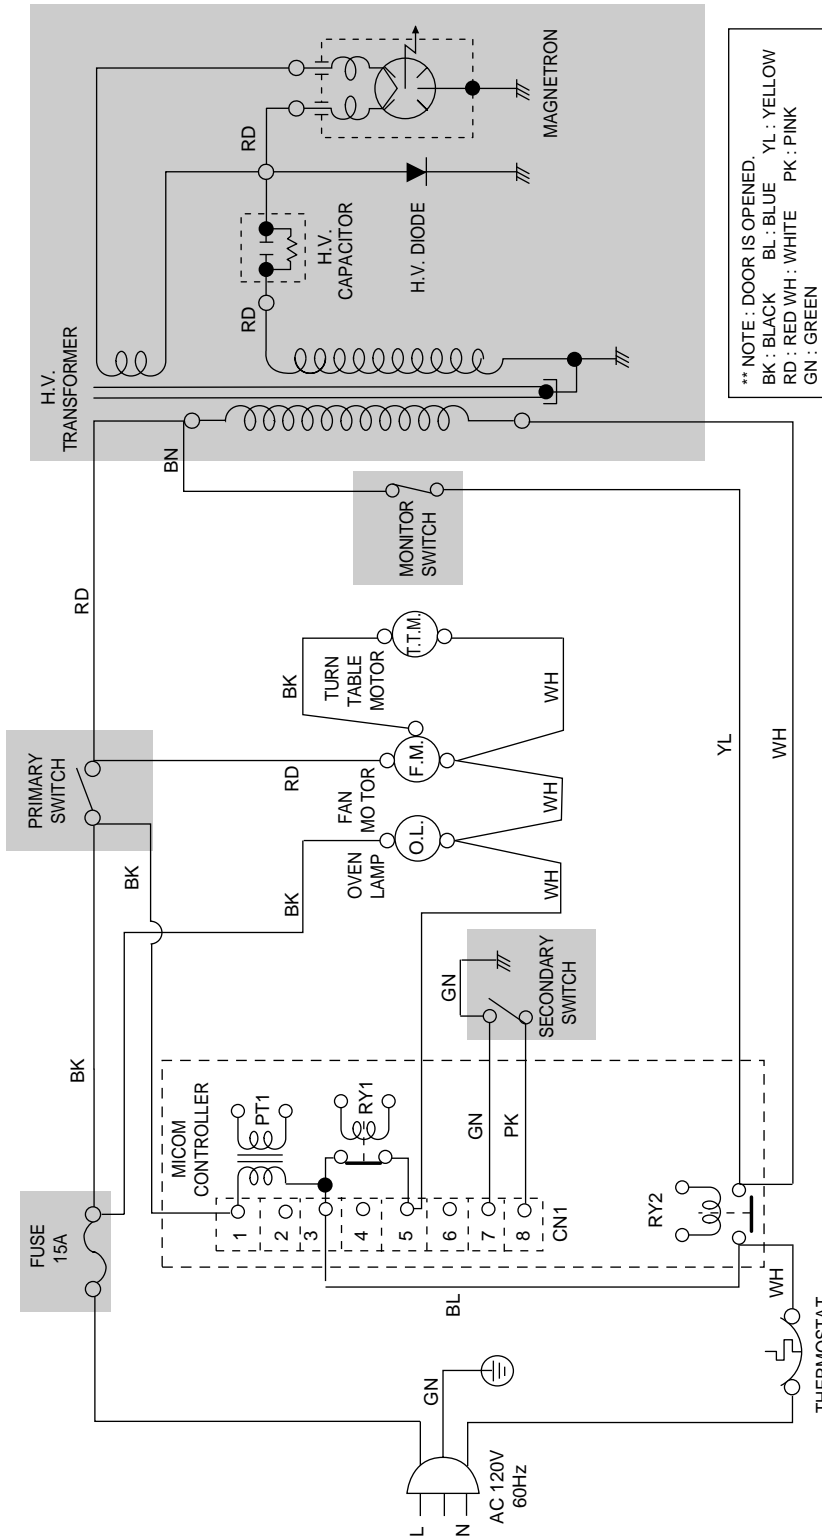 H.V.
TRANSFORMER
RD
RD
H.V.
CAPACITOR
H.V. DIODE
MAGNETRON
BN
MONITOR
SWITCH
RD
PRIMARY
SWITCH
BK
BK
TURN
TABLE
MOTOR
T.T.M.
WH
RD
FAN
MO TOR
F.M.
WH
BK
OVEN
LAMP
O.L.
WH
YL
WH
BK
FUSE
15A
MICOM
CONTROLLER
PT1
RY1
1
2
3
4
5
6
7
8
CN1
GN
PK
GN
SECONDARY
SWITCH
RY2
BL
WH
THERMOSTAT
GN
L
N
AC 120V
60Hz
** NOTE : DOOR IS OPENED.
BK : BLACK BL : BLUE YL : YELLOW
RD : RED WH : WHITE PK : PINK
GN : GREEN